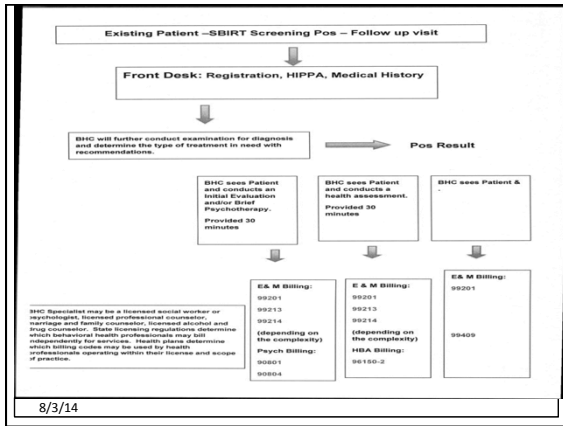 Existing Patient –SBIRT Screening Pos – Follow up visit
Front Desk: Registration, HIPPA, Medical History
BHC will further conduct examination for diagnosis
and determine the type of treatment in need with
recommendations.
Pos Result
BHC sees Patient
and conducts an
Initial Evaluation
and/or Brief
Psychotherapy.
Provided 30
minutes
BHC sees Patient
and conducts a
health assessment.
Provided 30
minutes
BHC sees Patient &
.
E& M Billing:
99201
99213
99214
(depending on
the complexity)
Psych Billing:
90801
90804
E & M Billing:
99201
99213
99214
(depending on
the complexity)
HBA Billing:
96150-2
E& M Billing:
99201
99409
BHC Specialist may be a licensed social worker or
psychologist, licensed professional counselor,
marriage and family counselor, licensed alcohol and
drug counselor. State licensing regulations determine
which behavioral health professionals may bill
independently for services. Health plans determine
which billing codes may be used by health
professionals operating within their license and scope
of practice.
8/3/14